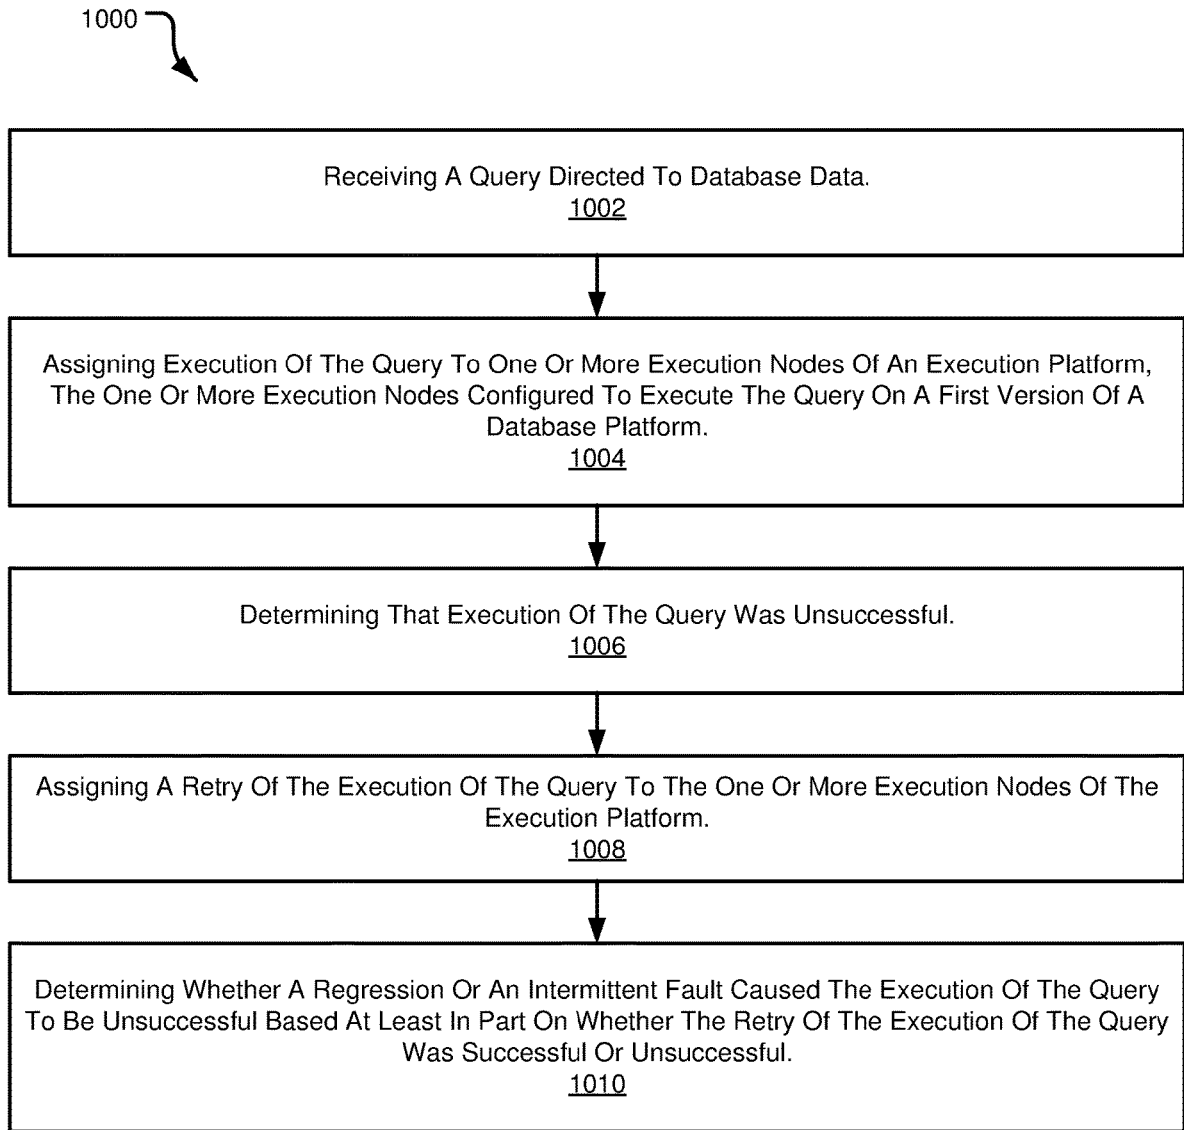 1000
Receiving A Query Directed To Database Data.
1002
Assigning Execution Of The Query To One Or More Execution Nodes Of An Execution Platform,
The One Or More Execution Nodes Configured To Execute The Query On A First Version Of A
Database Platform.
1004
Determining That Execution Of The Query Was Unsuccessful.
1006
Assigning A Retry Of The Execution Of The Query To The One Or More Execution Nodes Of The
Execution Platform.
1008
Determining Whether A Regression Or An Intermittent Fault Caused The Execution Of The Query
To Be Unsuccessful Based At Least In Part On Whether The Retry Of The Execution Of The Query
Was Successful Or Unsuccessful.
1010